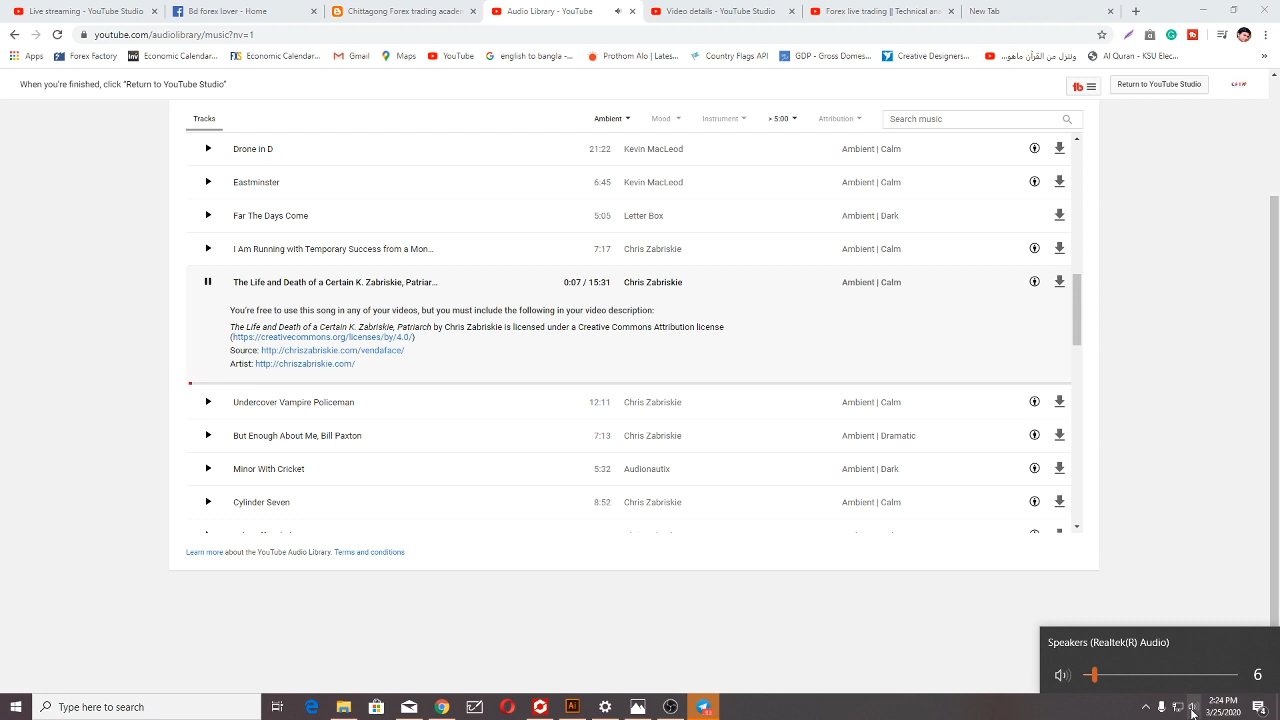 Live streaming - YouTube Studio
Bd forex lover - Home
Chittagong Forex trading acade
Audio Library - YouTube
Video details - YouTube Studio
Forex live trading || Technical ana
New Tab
youtube.com/audiolibrary/music?nv=1
Apps Forex Factory Economic Calendar... Economic Calendar... Gmail Maps YouTube english to bangla -... Prothom Alo | Lates... Country Flags API GDP - Gross Domes... Creative Designers... وننزل من القرآن ماهو... Al Quran - KSU Elec...
When you're finished, click "Return to YouTube Studio"
Return to YouTube Studio
Tracks Ambient Mood Instrument > 5:00 Attribution Search music
Drone in D 21:22 Kevin MacLeod Ambient | Calm
Eastminster 6:45 Kevin MacLeod Ambient | Calm
Far The Days Come 5:05 Letter Box Ambient | Dark
I Am Running with Temporary Success from a Mon... 7:17 Chris Zabriskie Ambient | Calm
The Life and Death of a Certain K. Zabriskie, Patriar... 0:07 / 15:31 Chris Zabriskie Ambient | Calm
You're free to use this song in any of your videos, but you must include the following in your video description:
The Life and Death of a Certain K. Zabriskie, Patriarch by Chris Zabriskie is licensed under a Creative Commons Attribution license
(https://creativecommons.org/licenses/by/4.0/)
Source: http://chriszabriskie.com/vendaface/
Artist: http://chriszabriskie.com/
Undercover Vampire Policeman 12:11 Chris Zabriskie Ambient | Calm
But Enough About Me, Bill Paxton 7:13 Chris Zabriskie Ambient | Dramatic
Minor With Cricket 5:32 Audionautix Ambient | Dark
Cylinder Seven 8:52 Chris Zabriskie Ambient | Calm
Learn more about the YouTube Audio Library. Terms and conditions
Speakers (Realtek(R) Audio)
6
Type here to search
2:24 PM
3/25/2020